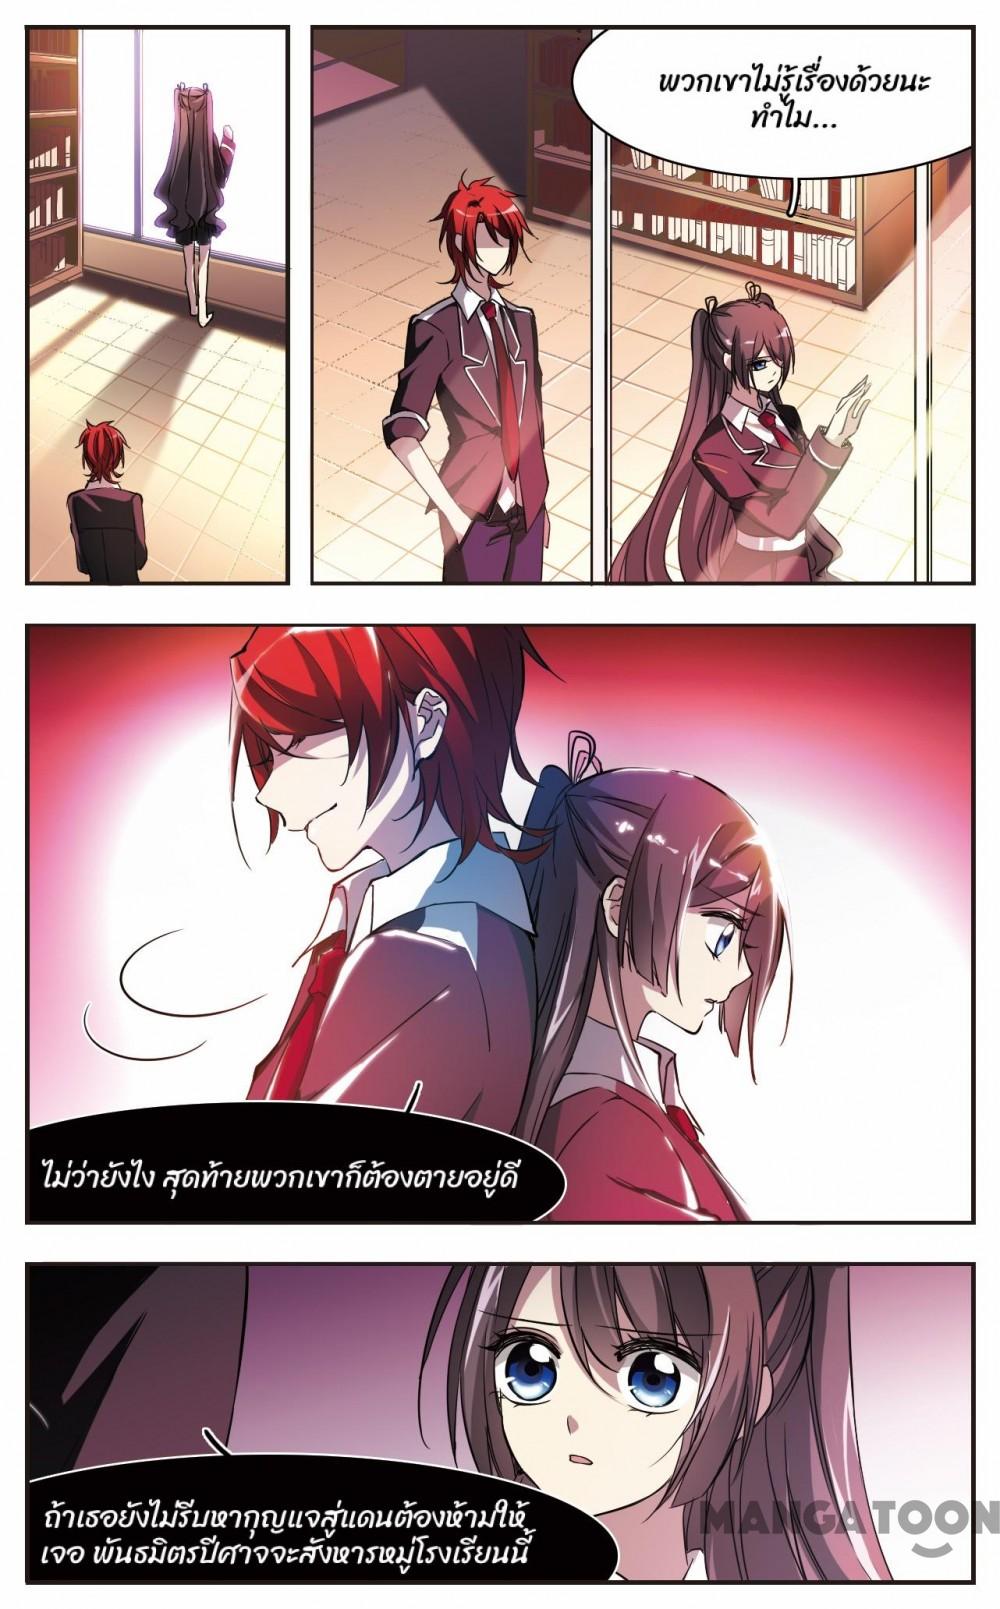 พวกเขาไม่รู้เรื่องด้วยนะ
ทำไม...
ไม่ว่ายังไง สุดท้ายพวกเขาก็ต้องตายอยู่ดี
ถ้าเธอยังไม่รีบหากุญแจสู่แดนต้องห้ามให้
เจอ พันธมิตรปีศาจจะสังหารหมู่โรงเรียนนี้
MANGATOON